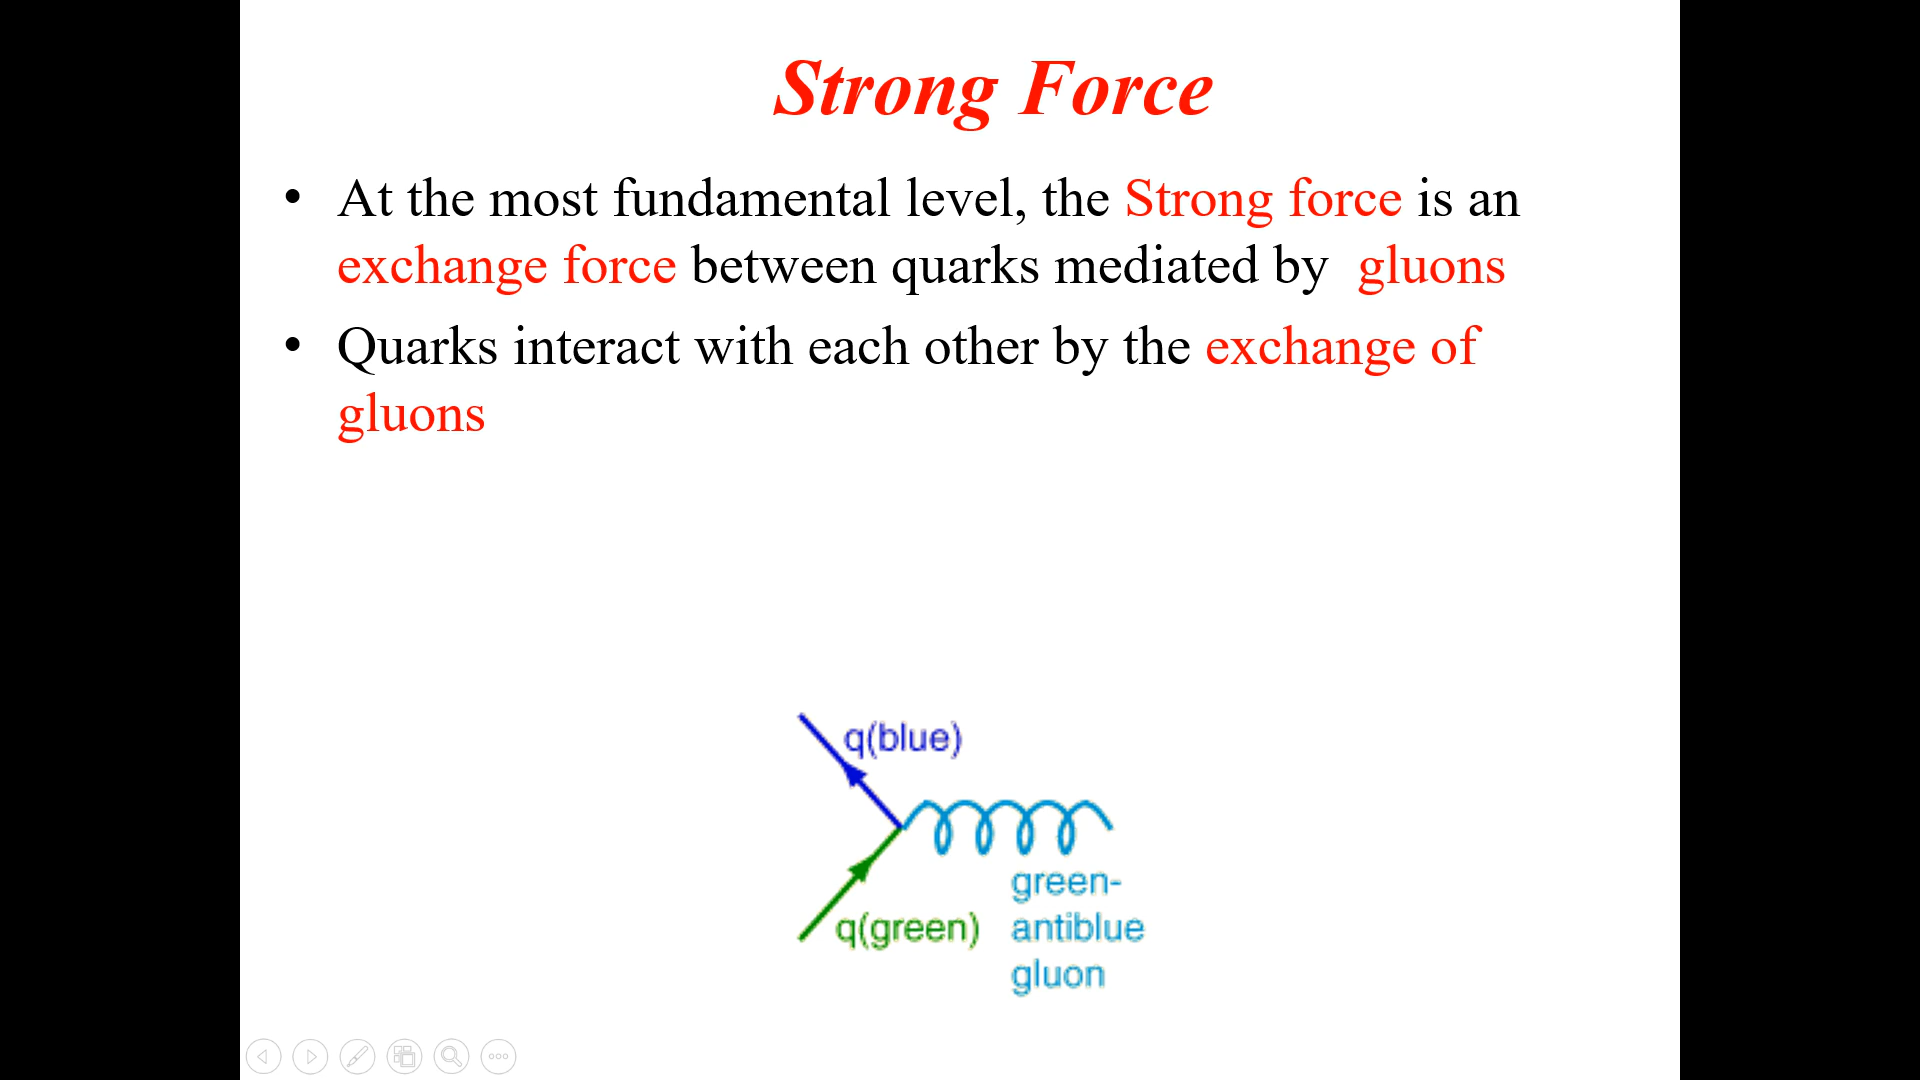 Strong Force
• At the most fundamental level, the Strong force is an
exchange force between quarks mediated by gluons
• Quarks interact with each other by the exchange of
gluons
q(blue)
q(green)
green-
antiblue
gluon